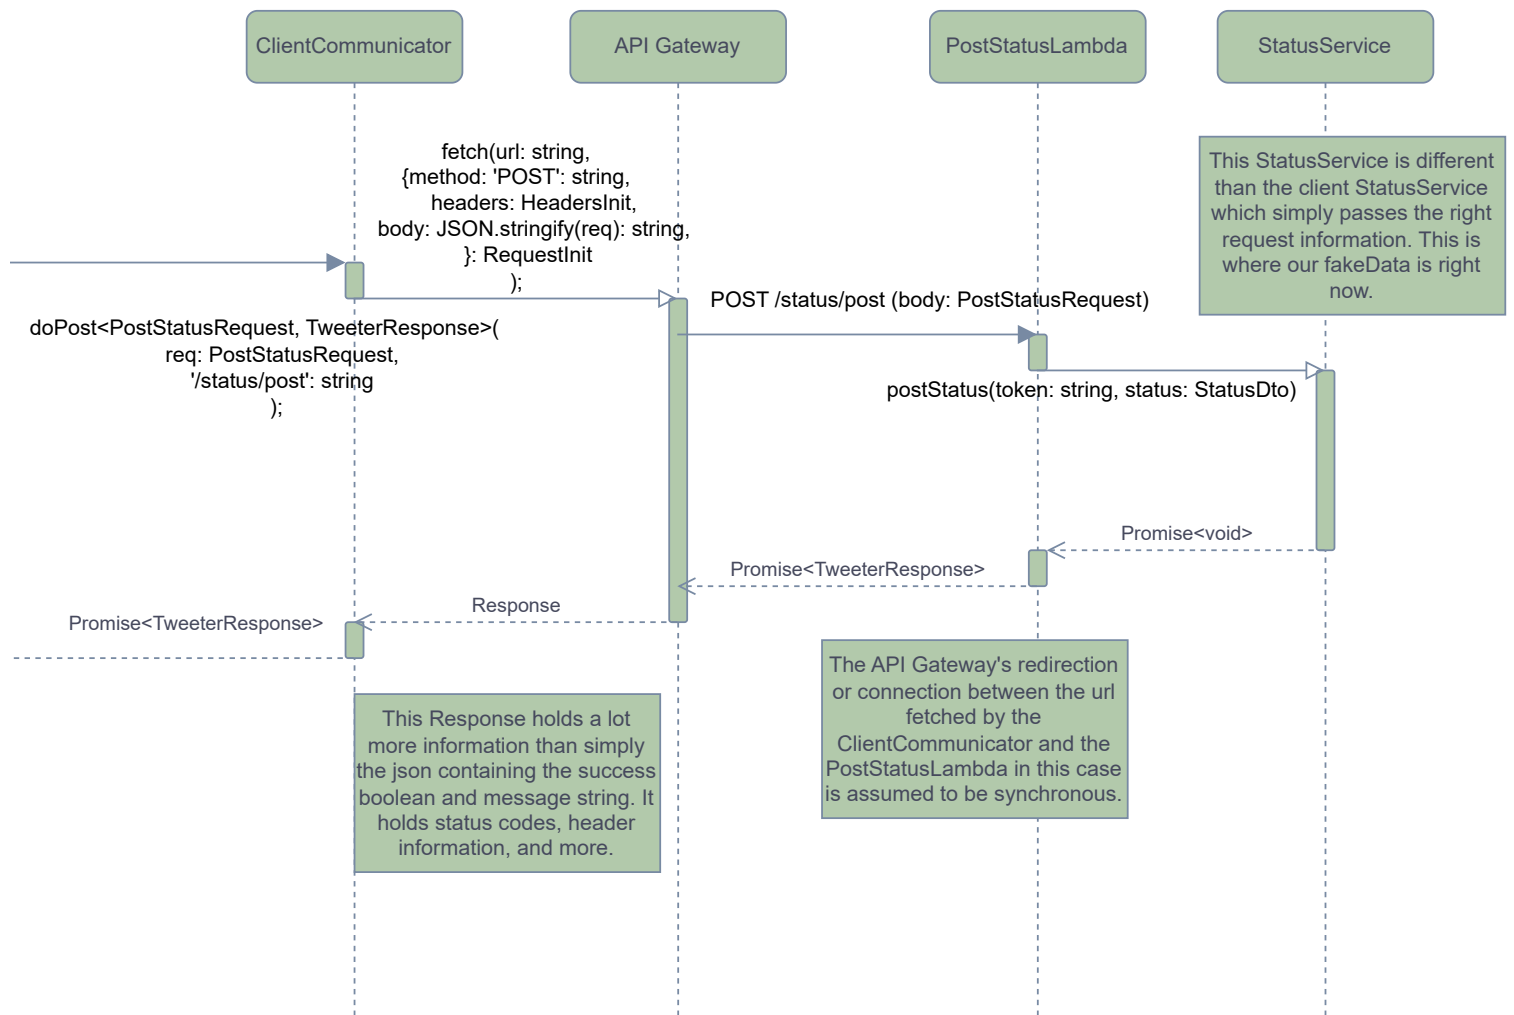 ClientCommunicator
API Gateway
PostStatusLambda
StatusService
fetch(url: string,
{method: 'POST': string,
headers: HeadersInit,
body: JSON.stringify(req): string,
}: RequestInit
);
This StatusService is different
than the client StatusService
which simply passes the right
request information. This is
where our fakeData is right
now.
doPost<PostStatusRequest, TweeterResponse>(
req: PostStatusRequest,
'/status/post': string
);
POST /status/post (body: PostStatusRequest)
postStatus(token: string, status: StatusDto)
Promise<void>
Promise<TweeterResponse>
Response
Promise<TweeterResponse>
This Response holds a lot
more information than simply
the json containing the success
boolean and message string. It
holds status codes, header
information, and more.
The API Gateway's redirection
or connection between the url
fetched by the
ClientCommunicator and the
PostStatusLambda in this case
is assumed to be synchronous.